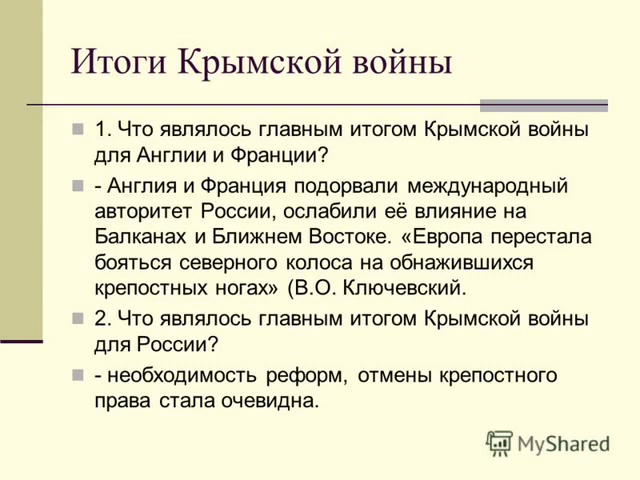 Итоги Крымской войны
1. Что являлось главным итогом Крымской войны
для Англии и Франции?
- Англия и Франция подорвали международный
авторитет России, ослабили её влияние на
Балканах и Ближнем Востоке. «Европа перестала
бояться северного колоса на обнажившихся
крепостных ногах» (В.О. Ключевский.
2. Что являлось главным итогом Крымской войны
для России?
- необходимость реформ, отмены крепостного
права стала очевидна.
MyShared